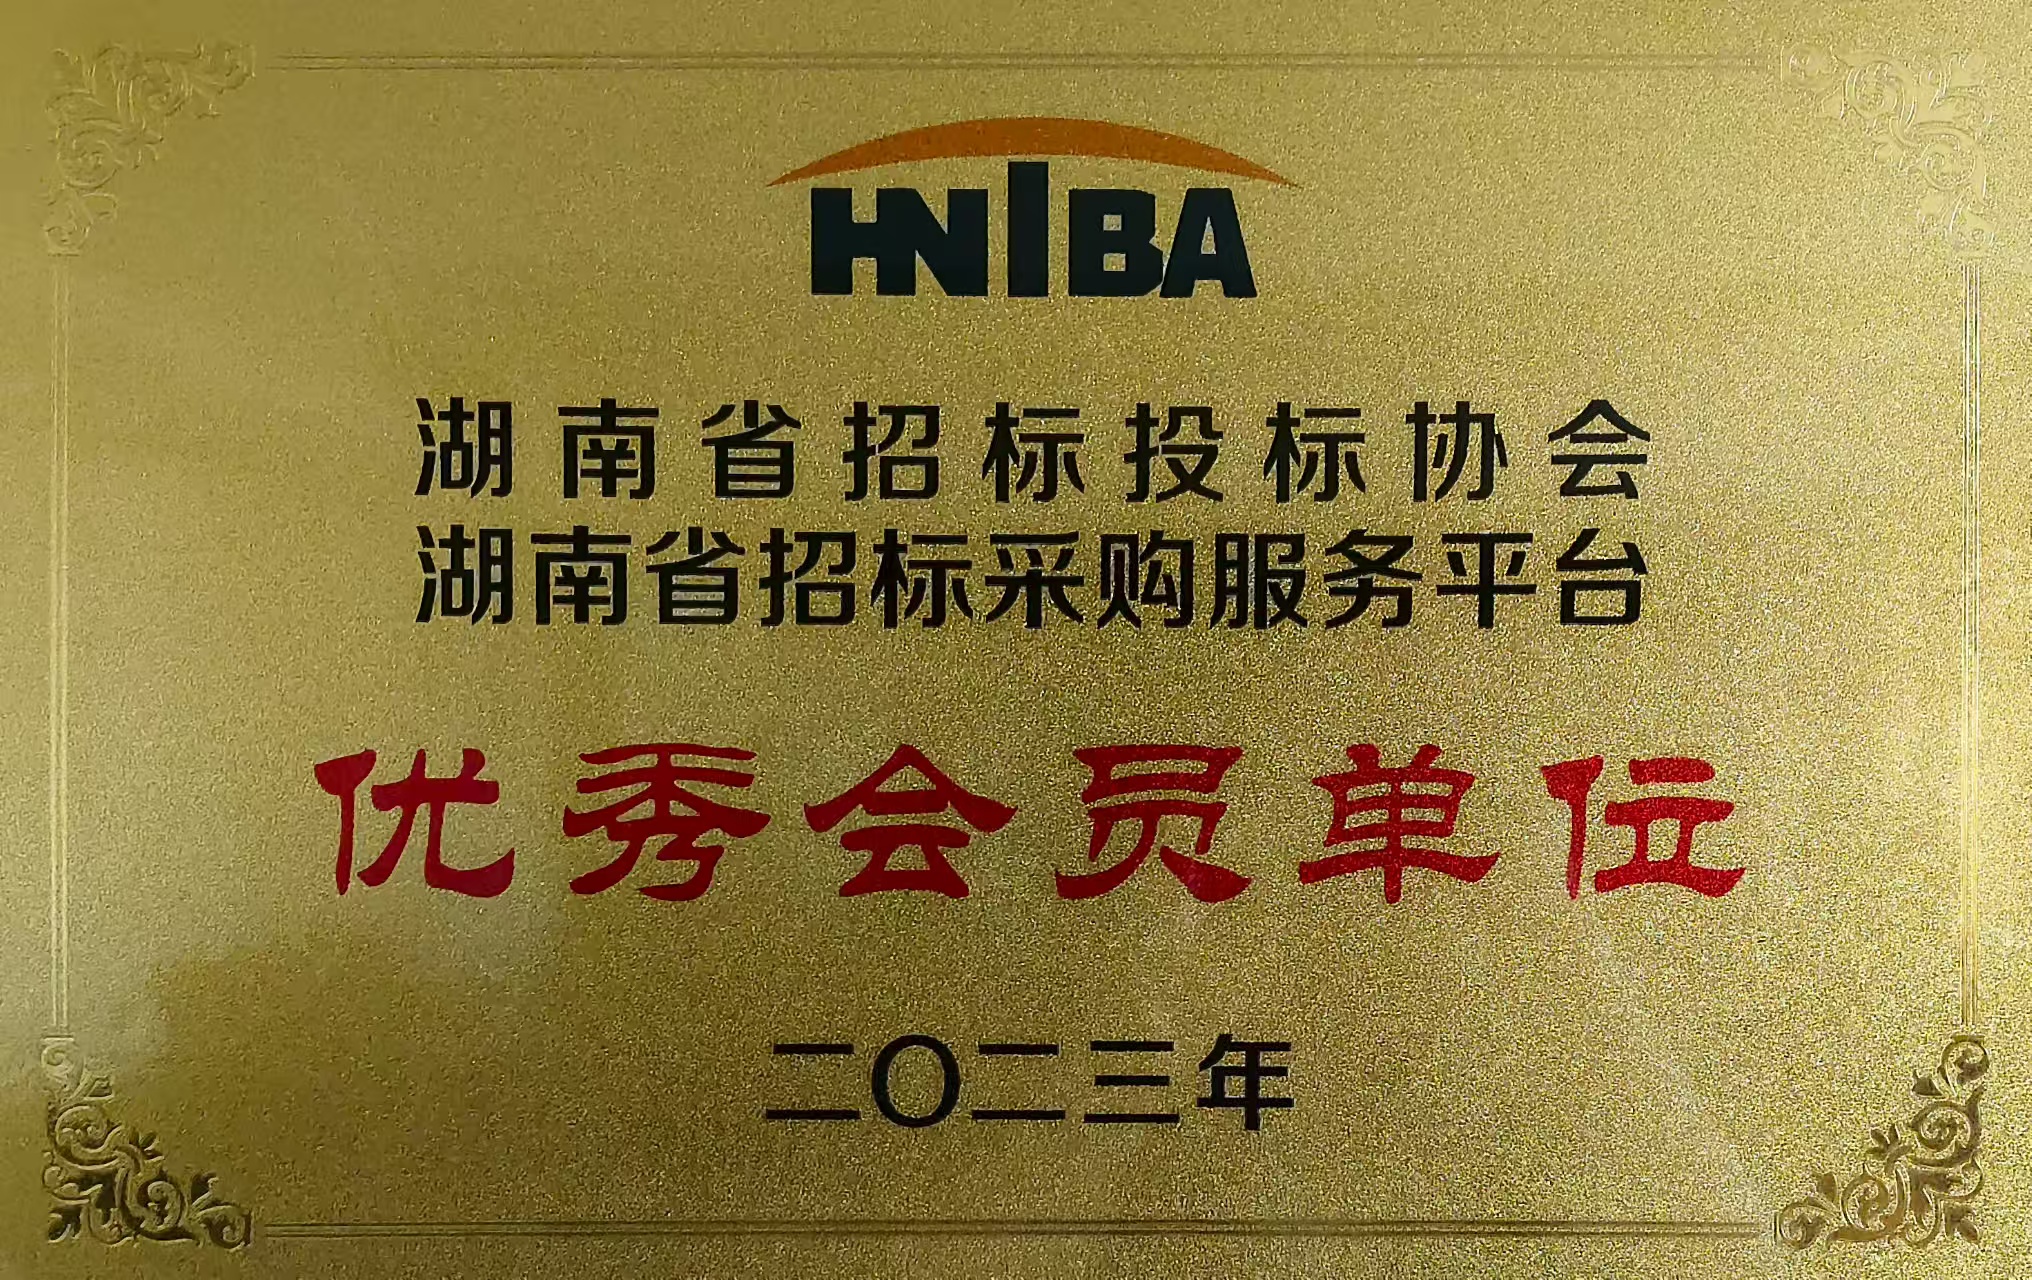 HNIBA
湖南省招标投标协会
湖南省招标采购服务平台
优秀会员单位
二〇二三年